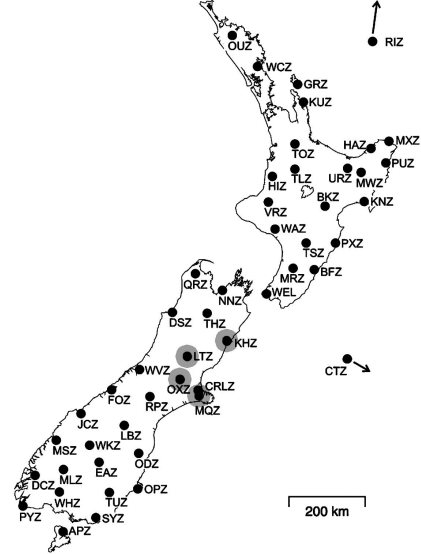 OUZ
RIZ
WCZ
GRZ
KUZ
MXZ
TOZ
HAZ
PUZ
HIZ
TLZ
URZ
MWZ
BKZ
KNZ
VRZ
WAZ
TSZ
PXZ
MRZ
BFZ
QRZ
WEL
NNZ
DSZ
THZ
KHZ
LTZ
CTZ
WVZ
OXZ
CRLZ
FOZ
RPZ
MQZ
JCZ
LBZ
MSZ
WKZ
ODZ
EAZ
DCZ
MLZ
WHZ
TUZ
OPZ
PYZ
SYZ
APZ
200 km